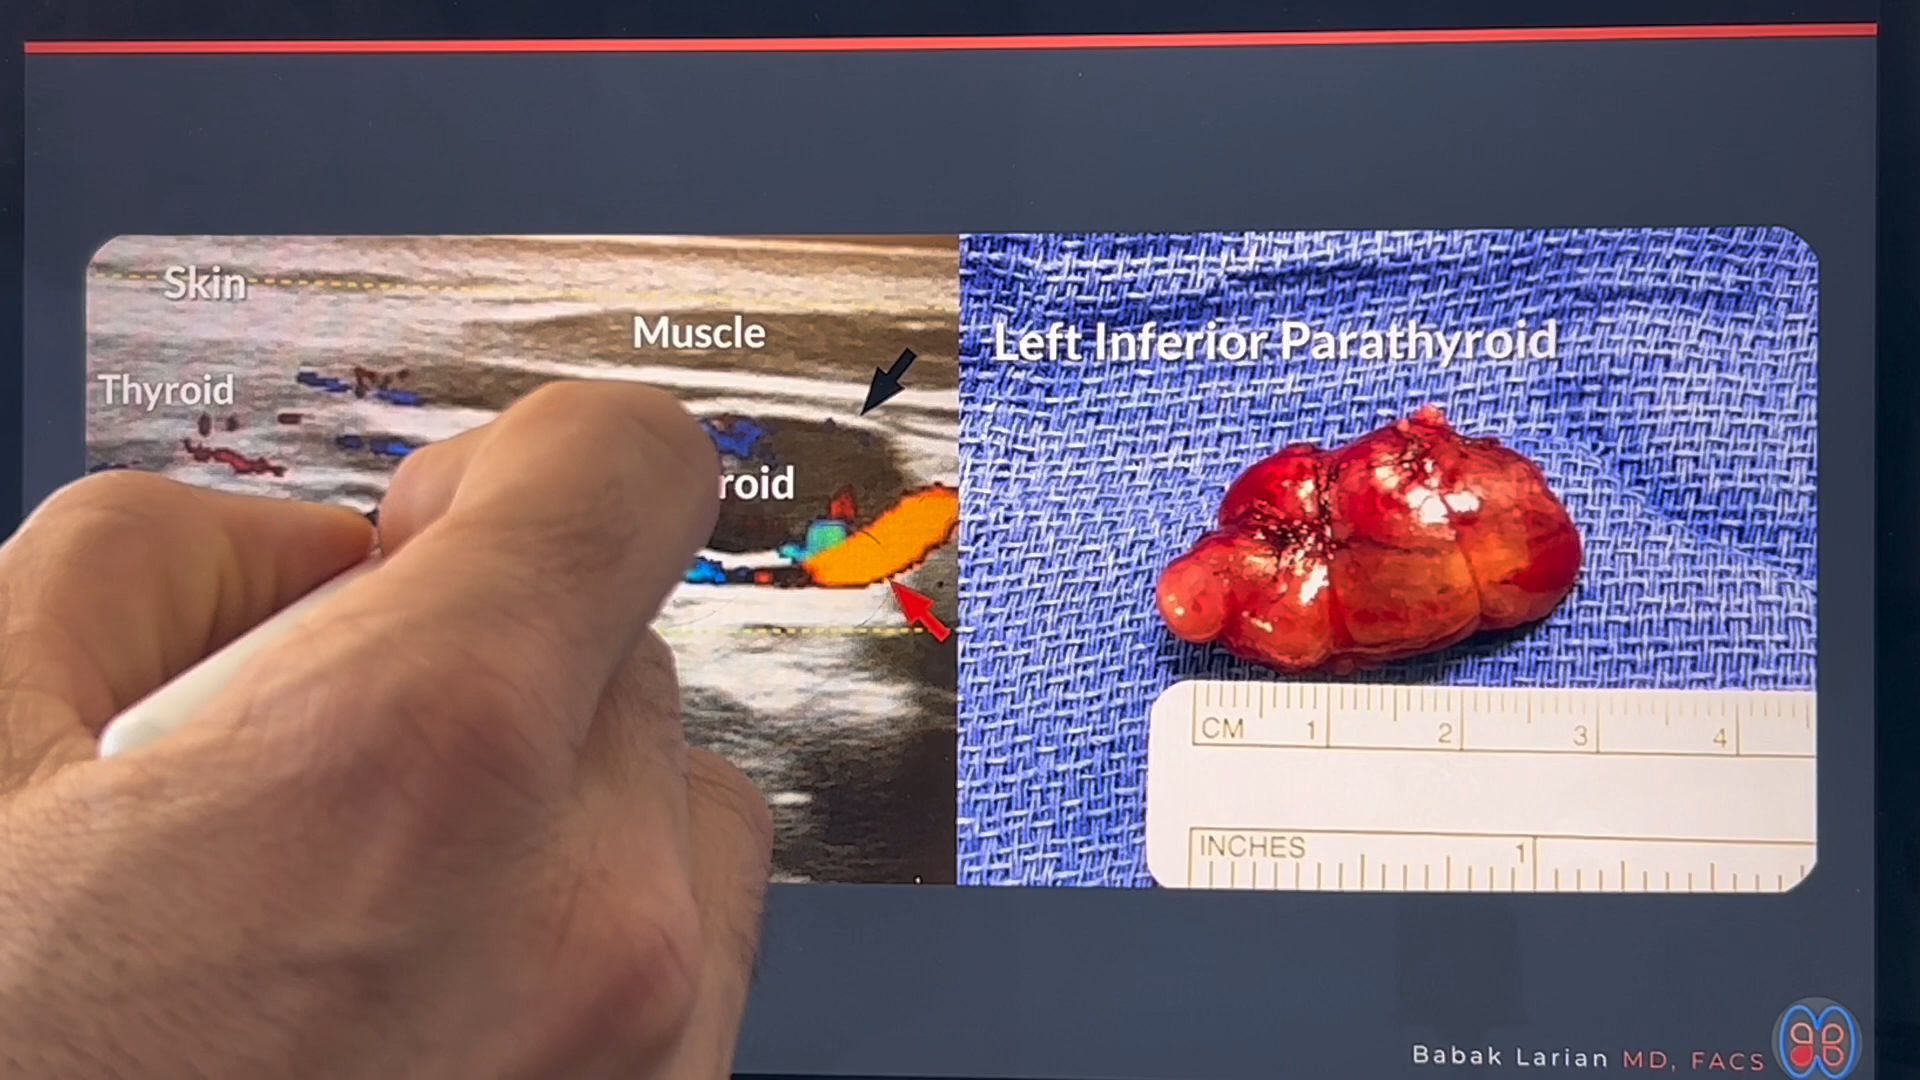 Skin
Muscle
Thyroid
roid
Left Inferior Parathyroid
CM 1 2 3 4
INCHES 1
Babak Larian MD, FACS